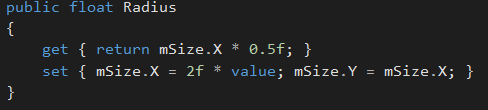 public float Radius
{
    get { return mSize.X * 0.5f; }
    set { mSize.X = 2f * value; mSize.Y = mSize.X; }
}